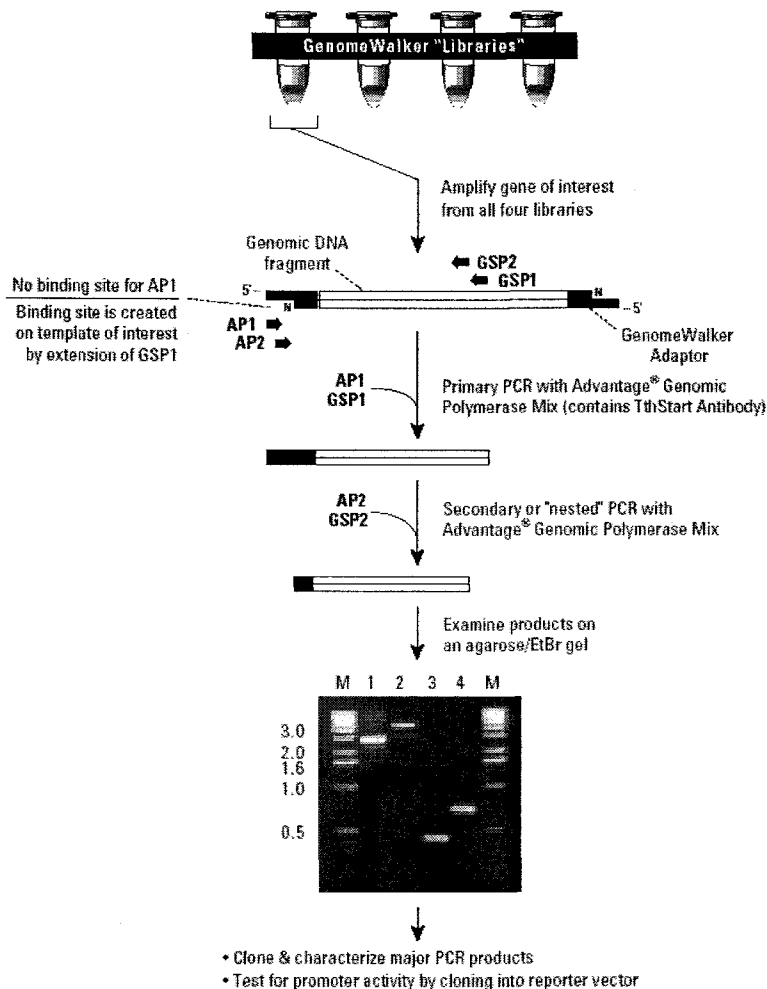 GenomeWalker "Libraries"
Amplify gene of interest
from all four libraries
Genomic DNA
fragment
GSP2
GSP1
No binding site for AP1
Binding site is created
on template of interest
by extension of GSP1
5'
N
N
5'
AP1
AP2
GenomeWalker
Adaptor
AP1
GSP1
Primary PCR with Advantage® Genomic
Polymerase Mix (contains TthStart Antibody)
AP2
GSP2
Secondary or "nested" PCR with
Advantage® Genomic Polymerase Mix
Examine products on
an agarose/EtBr gel
M 1 2 3 4 M
3.0
2.0
1.6
1.0
0.5
• Clone & characterize major PCR products
• Test for promoter activity by cloning into reporter vector